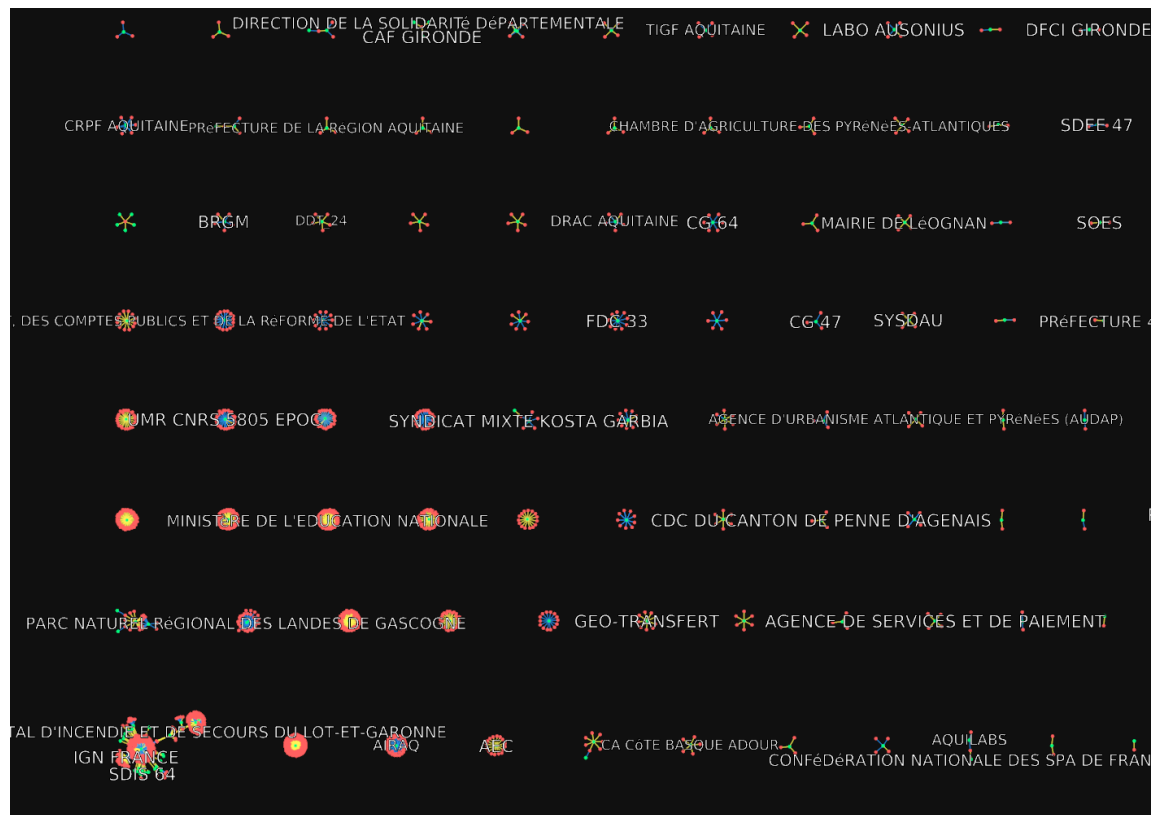 DIRECTION DE LA SOLIDARITé DéPARTEMENTALE
CAF GIRONDE
TIGF AQUITAINE
LABO AUSONIUS
DFCI GIRONDE
CRPF AQUITAINE
PRéFECTURE DE LA RéGION AQUITAINE
CHAMBRE D'AGRICULTURE DES PYRéNéES-ATLANTIQUES
SDEE 47
BRGM
DDT 24
DRAC AQUITAINE
CG 64
MAIRIE DE LéOGNAN
SOES
. DES COMPTES PUBLICS ET DE LA RéFORME DE L'ETAT
FDC 33
CG 47
SYSDAU
PRéFECTURE 4
UMR CNRS 5805 EPOC
SYNDICAT MIXTE KOSTA GARBIA
AGENCE D'URBANISME ATLANTIQUE ET PYRéNéES (AUDAP)
MINISTèRE DE L'EDUCATION NATIONALE
CDC DU CANTON DE PENNE D'AGENAIS
PARC NATUREL RéGIONAL DES LANDES DE GASCOGNE
GEO-TRANSFERT
AGENCE DE SERVICES ET DE PAIEMENT
TAL D'INCENDIE ET DE SECOURS DU LOT-ET-GARONNE
IGN FRANCE
SDIS 64
AIRAQ
AEC
CA CôTE BASQUE ADOUR
AQUILABS
CONFéDéRATION NATIONALE DES SPA DE FRAN